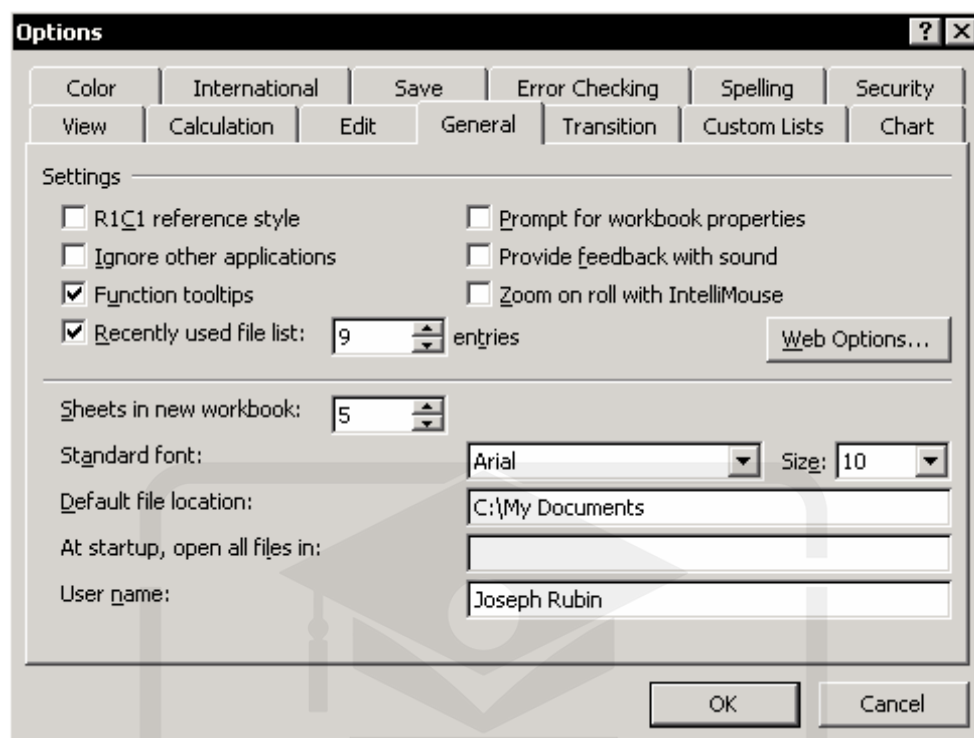 Options
Color International Save Error Checking Spelling Security
View Calculation Edit General Transition Custom Lists Chart
Settings
R1C1 reference style Prompt for workbook properties
Ignore other applications Provide feedback with sound
Function tooltips Zoom on roll with IntelliMouse
Recently used file list: 9 entries Web Options...
Sheets in new workbook: 5
Standard font: Arial Size: 10
Default file location: C:\My Documents
At startup, open all files in:
User name: Joseph Rubin
OK Cancel